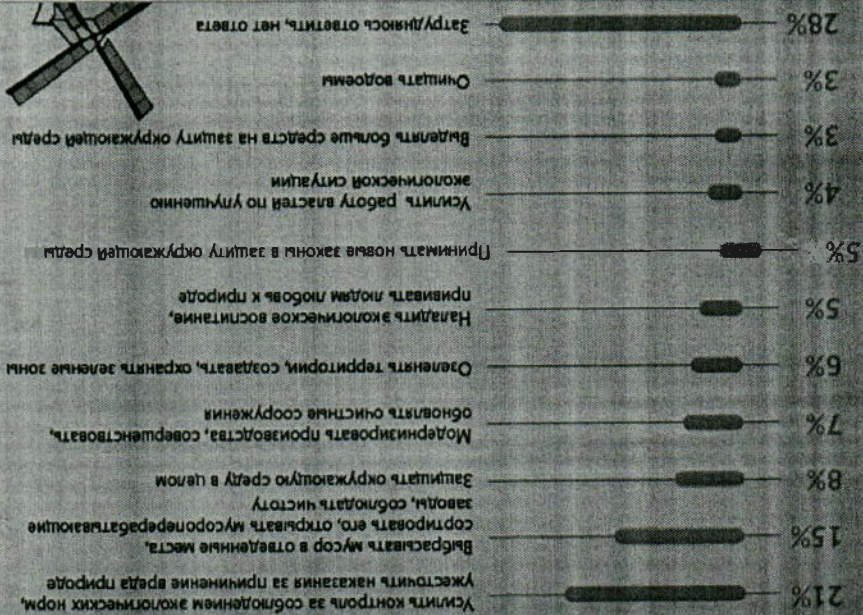 21%
Усилить контроль за соблюдением экологических норм,
ужесточить наказания за причинение вреда природе
15%
Выбрасывать мусор в отведенные места,
сортировать его, открывать мусороперерабатывающие
заводы, соблюдать чистоту
8%
Защищать окружающую среду в целом
7%
Модернизировать производства, совершенствовать,
обновлять очистные сооружения
6%
Озеленять территории, создавать, охранять зеленые зоны
5%
Наладить экологическое воспитание,
прививать людям любовь к природе
5%
Принимать новые законы в защиту окружающей среды
4%
Усилить работу властей по улучшению
экологической ситуации
3%
Выделять больше средств на защиту окружающей среды
3%
Очищать водоемы
28%
Затрудняюсь ответить, нет ответа